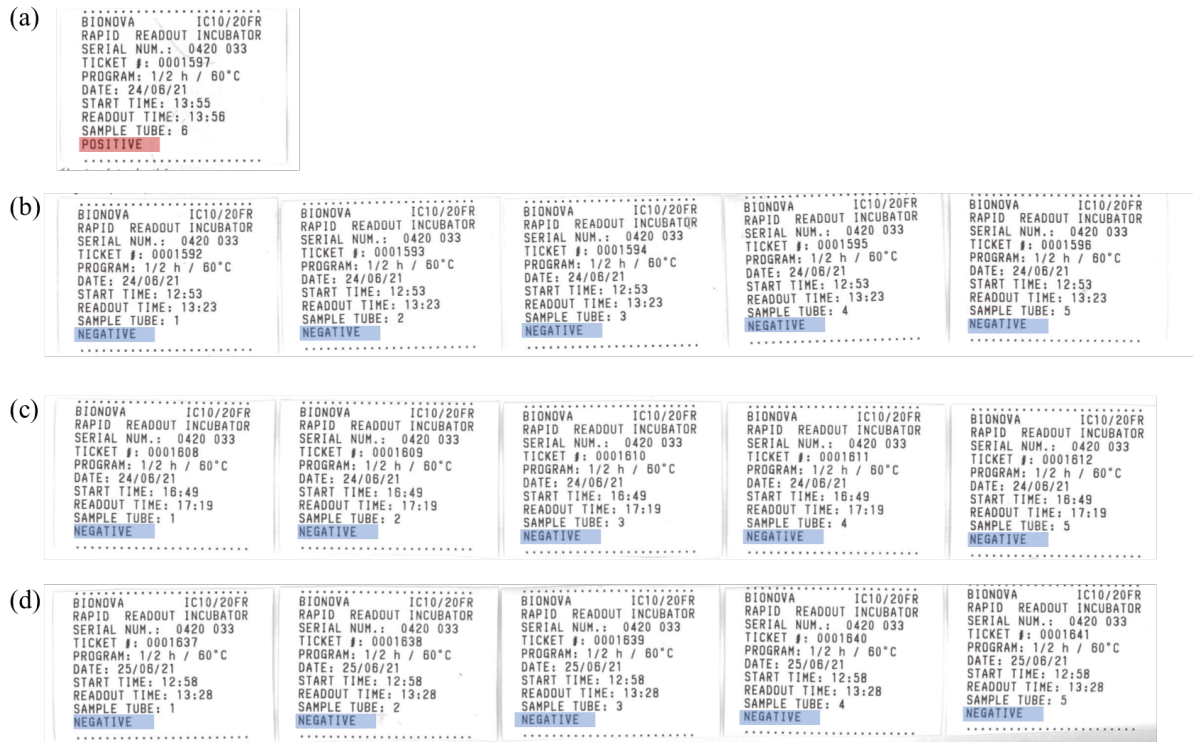 (a)
BIONOVA IC10/20FR
RAPID READOUT INCUBATOR
SERIAL NUM.: 0420 033
TICKET #: 0001597
PROGRAM: 1/2 h / 60°C
DATE: 24/06/21
START TIME: 13:55
READOUT TIME: 13:56
SAMPLE TUBE: 6
POSITIVE
(b)
BIONOVA IC10/20FR
RAPID READOUT INCUBATOR
SERIAL NUM.: 0420 033
TICKET #: 0001592
PROGRAM: 1/2 h / 60°C
DATE: 24/06/21
START TIME: 12:53
READOUT TIME: 13:23
SAMPLE TUBE: 1
NEGATIVE
BIONOVA IC10/20FR
RAPID READOUT INCUBATOR
SERIAL NUM.: 0420 033
TICKET #: 0001593
PROGRAM: 1/2 h / 60°C
DATE: 24/06/21
START TIME: 12:53
READOUT TIME: 13:23
SAMPLE TUBE: 2
NEGATIVE
BIONOVA IC10/20FR
RAPID READOUT INCUBATOR
SERIAL NUM.: 0420 033
TICKET #: 0001594
PROGRAM: 1/2 h / 60°C
DATE: 24/06/21
START TIME: 12:53
READOUT TIME: 13:23
SAMPLE TUBE: 3
NEGATIVE
BIONOVA IC10/20FR
RAPID READOUT INCUBATOR
SERIAL NUM.: 0420 033
TICKET #: 0001595
PROGRAM: 1/2 h / 60°C
DATE: 24/06/21
START TIME: 12:53
READOUT TIME: 13:23
SAMPLE TUBE: 4
NEGATIVE
BIONOVA IC10/20FR
RAPID READOUT INCUBATOR
SERIAL NUM.: 0420 033
TICKET #: 0001596
PROGRAM: 1/2 h / 60°C
DATE: 24/06/21
START TIME: 12:53
READOUT TIME: 13:23
SAMPLE TUBE: 5
NEGATIVE
(c)
BIONOVA IC10/20FR
RAPID READOUT INCUBATOR
SERIAL NUM.: 0420 033
TICKET #: 0001608
PROGRAM: 1/2 h / 60°C
DATE: 24/06/21
START TIME: 16:49
READOUT TIME: 17:19
SAMPLE TUBE: 1
NEGATIVE
BIONOVA IC10/20FR
RAPID READOUT INCUBATOR
SERIAL NUM.: 0420 033
TICKET #: 0001609
PROGRAM: 1/2 h / 60°C
DATE: 24/06/21
START TIME: 16:49
READOUT TIME: 17:19
SAMPLE TUBE: 2
NEGATIVE
BIONOVA IC10/20FR
RAPID READOUT INCUBATOR
SERIAL NUM.: 0420 033
TICKET #: 0001610
PROGRAM: 1/2 h / 60°C
DATE: 24/06/21
START TIME: 16:49
READOUT TIME: 17:19
SAMPLE TUBE: 3
NEGATIVE
BIONOVA IC10/20FR
RAPID READOUT INCUBATOR
SERIAL NUM.: 0420 033
TICKET #: 0001611
PROGRAM: 1/2 h / 60°C
DATE: 24/06/21
START TIME: 16:49
READOUT TIME: 17:19
SAMPLE TUBE: 4
NEGATIVE
BIONOVA IC10/20FR
RAPID READOUT INCUBATOR
SERIAL NUM.: 0420 033
TICKET #: 0001612
PROGRAM: 1/2 h / 60°C
DATE: 24/06/21
START TIME: 16:49
READOUT TIME: 17:19
SAMPLE TUBE: 5
NEGATIVE
(d)
BIONOVA IC10/20FR
RAPID READOUT INCUBATOR
SERIAL NUM.: 0420 033
TICKET #: 0001637
PROGRAM: 1/2 h / 60°C
DATE: 25/06/21
START TIME: 12:58
READOUT TIME: 13:28
SAMPLE TUBE: 1
NEGATIVE
BIONOVA IC10/20FR
RAPID READOUT INCUBATOR
SERIAL NUM.: 0420 033
TICKET #: 0001638
PROGRAM: 1/2 h / 60°C
DATE: 25/06/21
START TIME: 12:58
READOUT TIME: 13:28
SAMPLE TUBE: 2
NEGATIVE
BIONOVA IC10/20FR
RAPID READOUT INCUBATOR
SERIAL NUM.: 0420 033
TICKET #: 0001639
PROGRAM: 1/2 h / 60°C
DATE: 25/06/21
START TIME: 12:58
READOUT TIME: 13:28
SAMPLE TUBE: 3
NEGATIVE
BIONOVA IC10/20FR
RAPID READOUT INCUBATOR
SERIAL NUM.: 0420 033
TICKET #: 0001640
PROGRAM: 1/2 h / 60°C
DATE: 25/06/21
START TIME: 12:58
READOUT TIME: 13:28
SAMPLE TUBE: 4
NEGATIVE
BIONOVA IC10/20FR
RAPID READOUT INCUBATOR
SERIAL NUM.: 0420 033
TICKET #: 0001641
PROGRAM: 1/2 h / 60°C
DATE: 25/06/21
START TIME: 12:58
READOUT TIME: 13:28
SAMPLE TUBE: 5
NEGATIVE